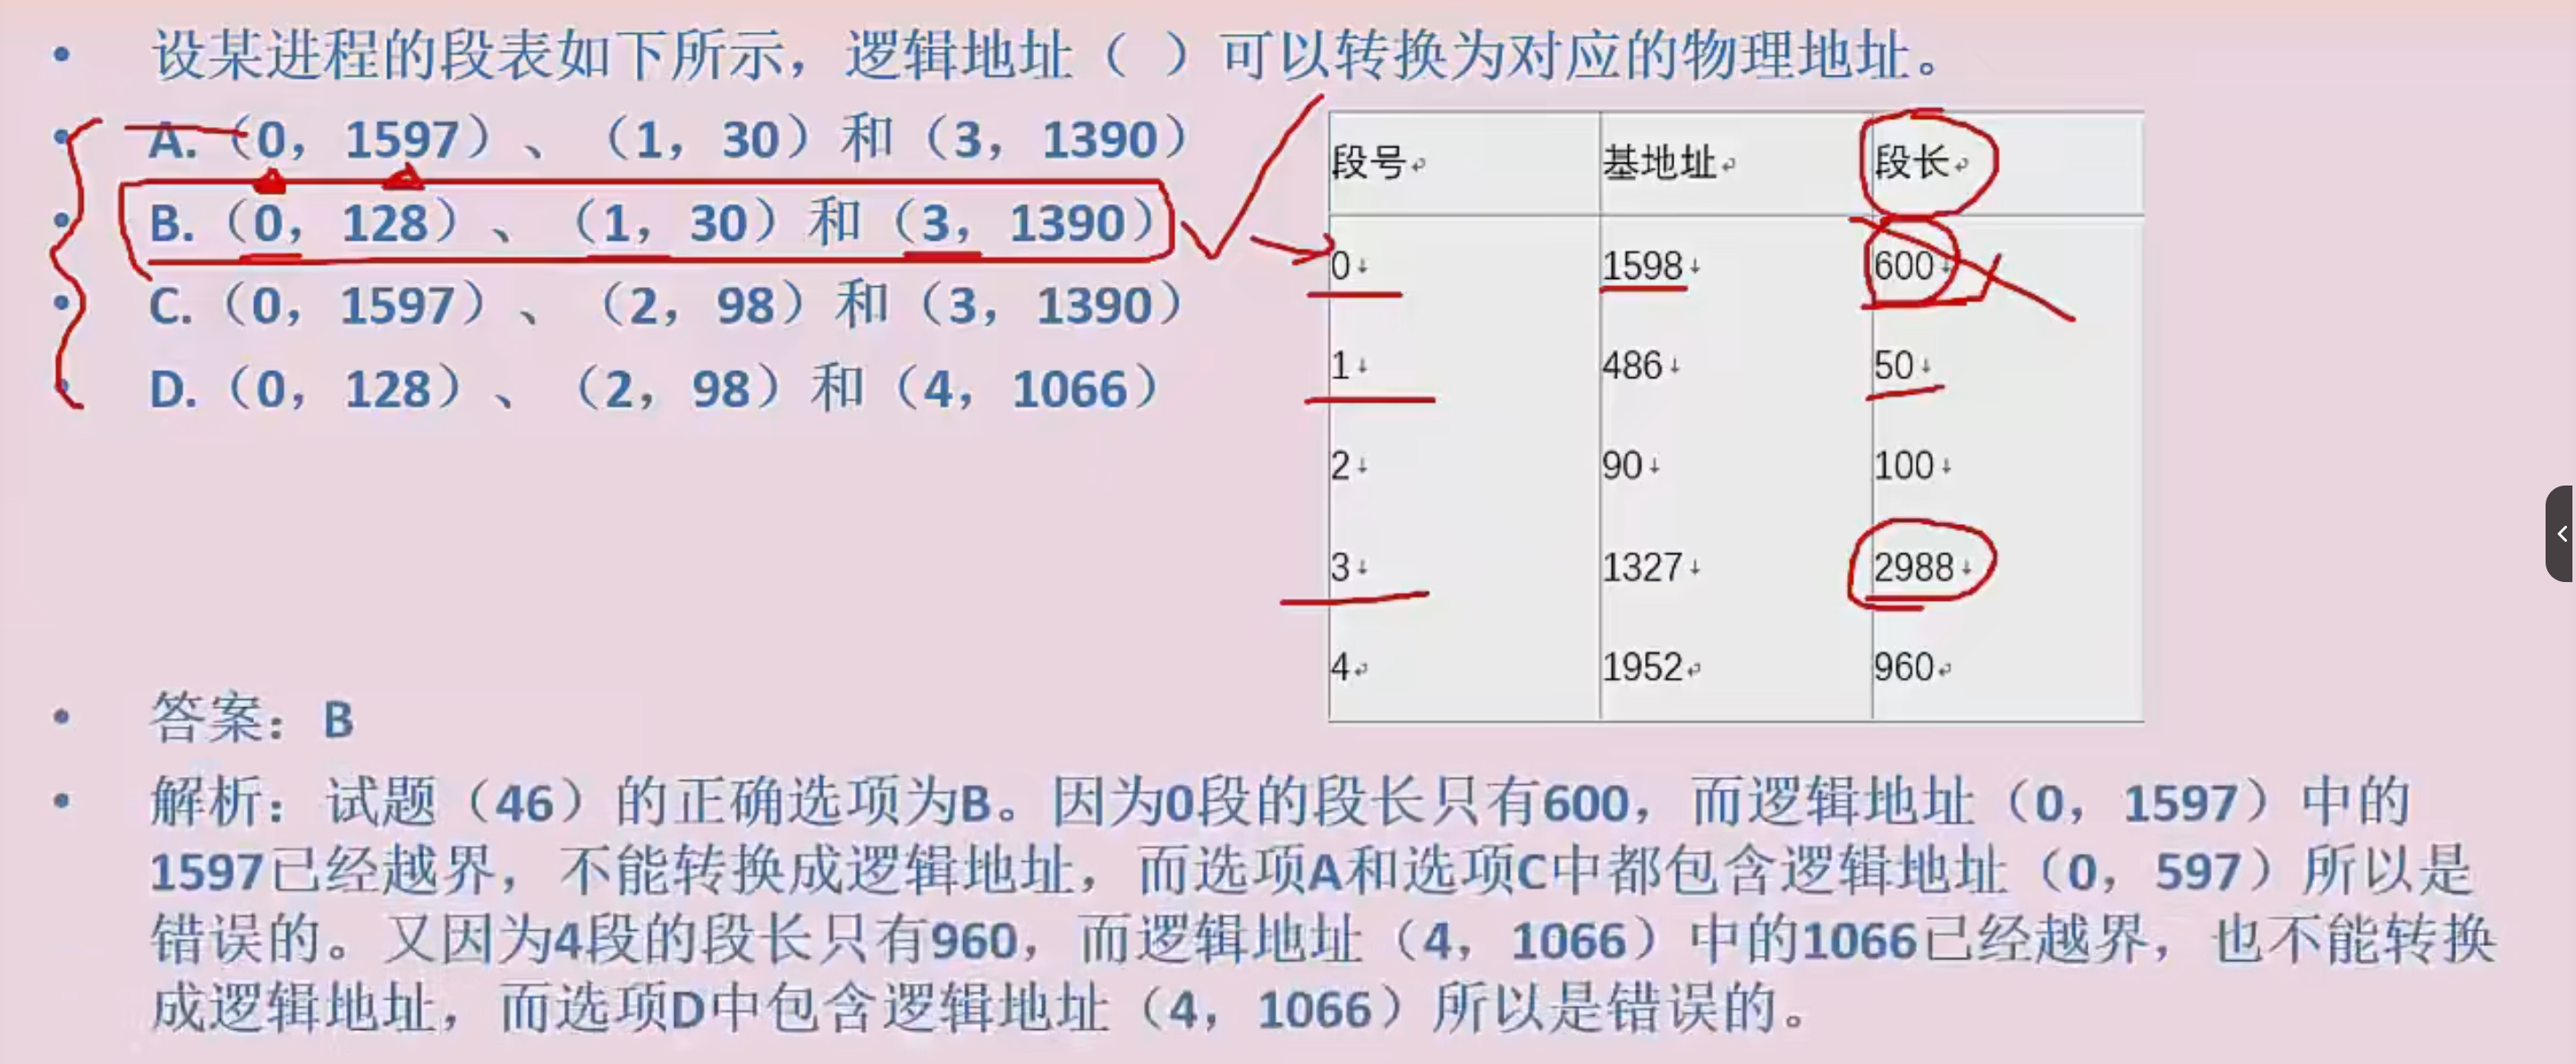 • 设某进程的段表如下所示，逻辑地址（ ）可以转换为对应的物理地址。
• A.（0，1597）、（1，30）和（3，1390）
• B.（0，128）、（1，30）和（3，1390）
• C.（0，1597）、（2，98）和（3，1390）
• D.（0，128）、（2，98）和（4，1066）
段号 基地址 段长
0 1598 600
1 486 50
2 90 100
3 1327 2988
4 1952 960
• 答案：B
• 解析：试题（46）的正确选项为B。因为0段的段长只有600，而逻辑地址（0，1597）中的
1597已经越界，不能转换成逻辑地址，而选项A和选项C中都包含逻辑地址（0，597）所以是
错误的。又因为4段的段长只有960，而逻辑地址（4，1066）中的1066已经越界，也不能转换
成逻辑地址，而选项D中包含逻辑地址（4，1066）所以是错误的。